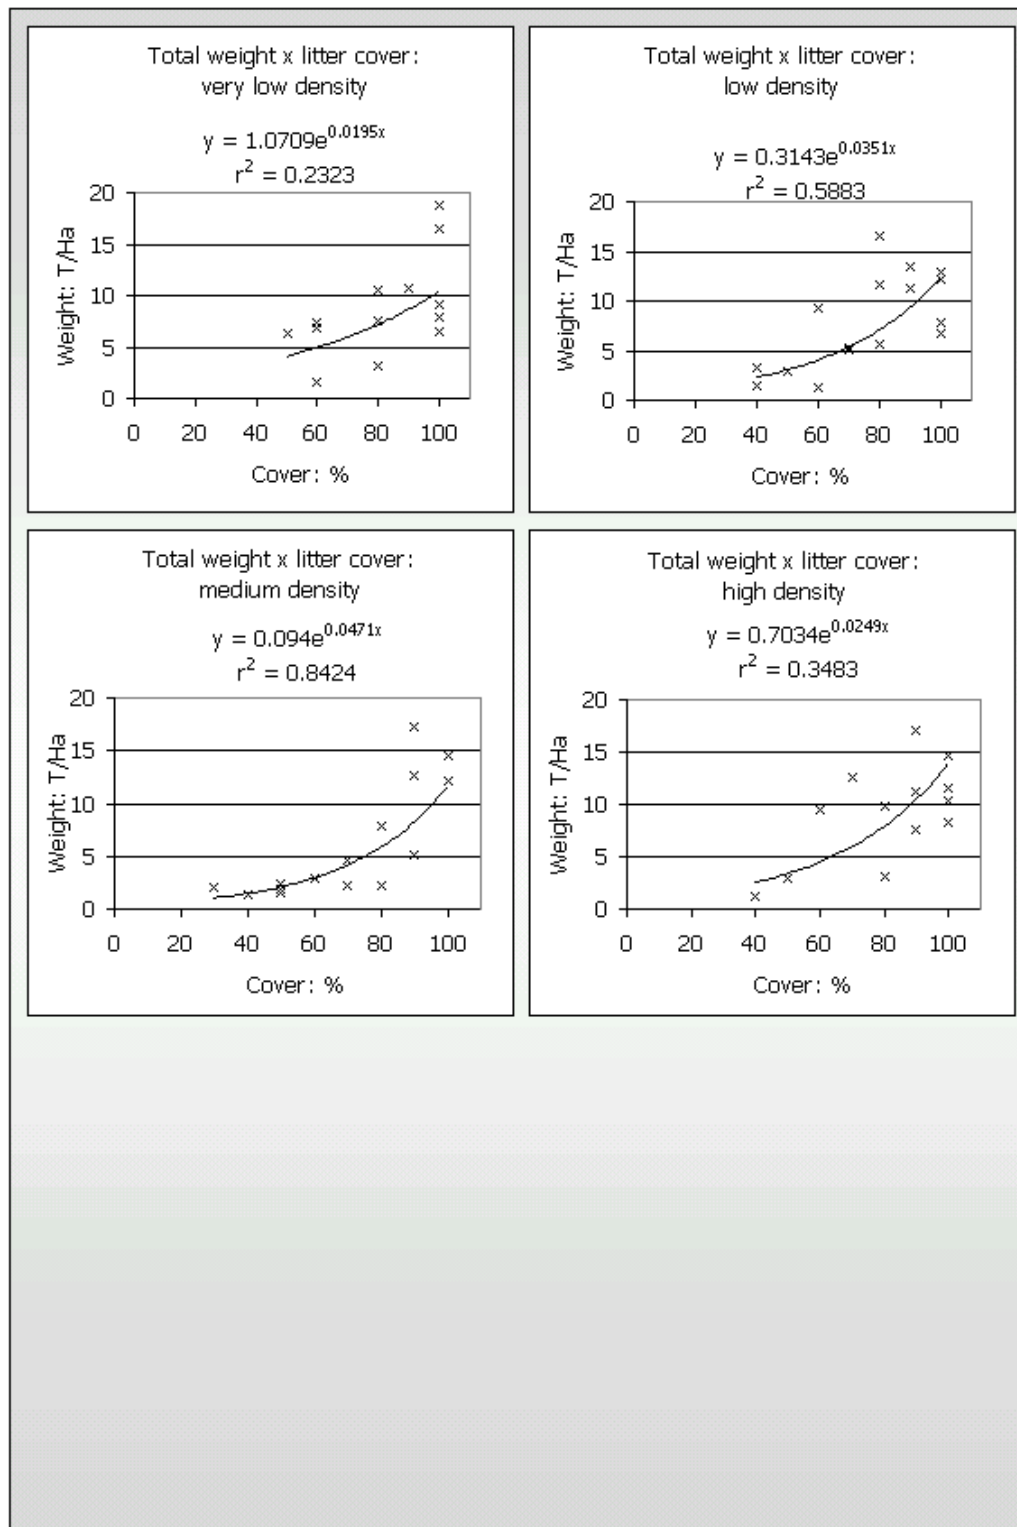 Total weight x litter cover:
very low density
y = 1.0709e^0.0195x
r² = 0.2323
20
15
10
5
0
Weight: T/Ha
0 20 40 60 80 100
Cover: %
Total weight x litter cover:
low density
y = 0.3143e^0.0351x
r² = 0.5883
20
15
10
5
0
Weight: T/Ha
0 20 40 60 80 100
Cover: %
Total weight x litter cover:
medium density
y = 0.094e^0.0471x
r² = 0.8424
20
15
10
5
0
Weight: T/Ha
0 20 40 60 80 100
Cover: %
Total weight x litter cover:
high density
y = 0.7034e^0.0249x
r² = 0.3483
20
15
10
5
0
Weight: T/Ha
0 20 40 60 80 100
Cover: %